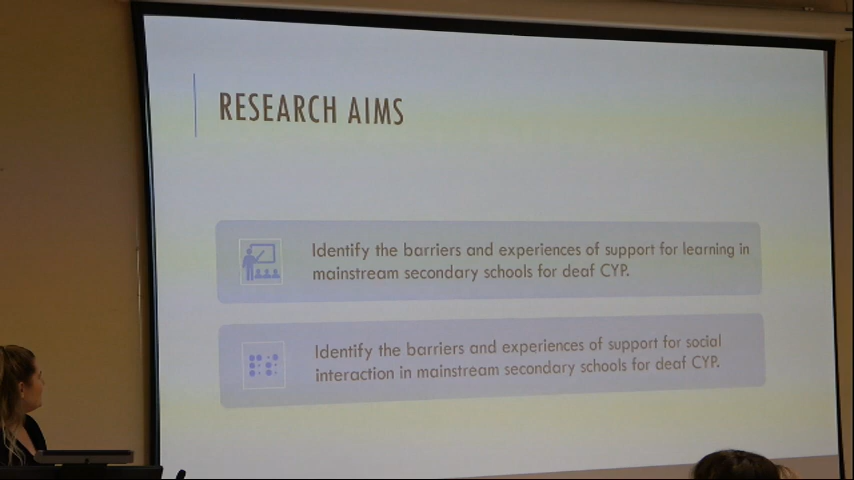 RESEARCH AIMS
Identify the barriers and experiences of support for learning in
mainstream secondary schools for deaf CYP.
Identify the barriers and experiences of support for social
interaction in mainstream secondary schools for deaf CYP.